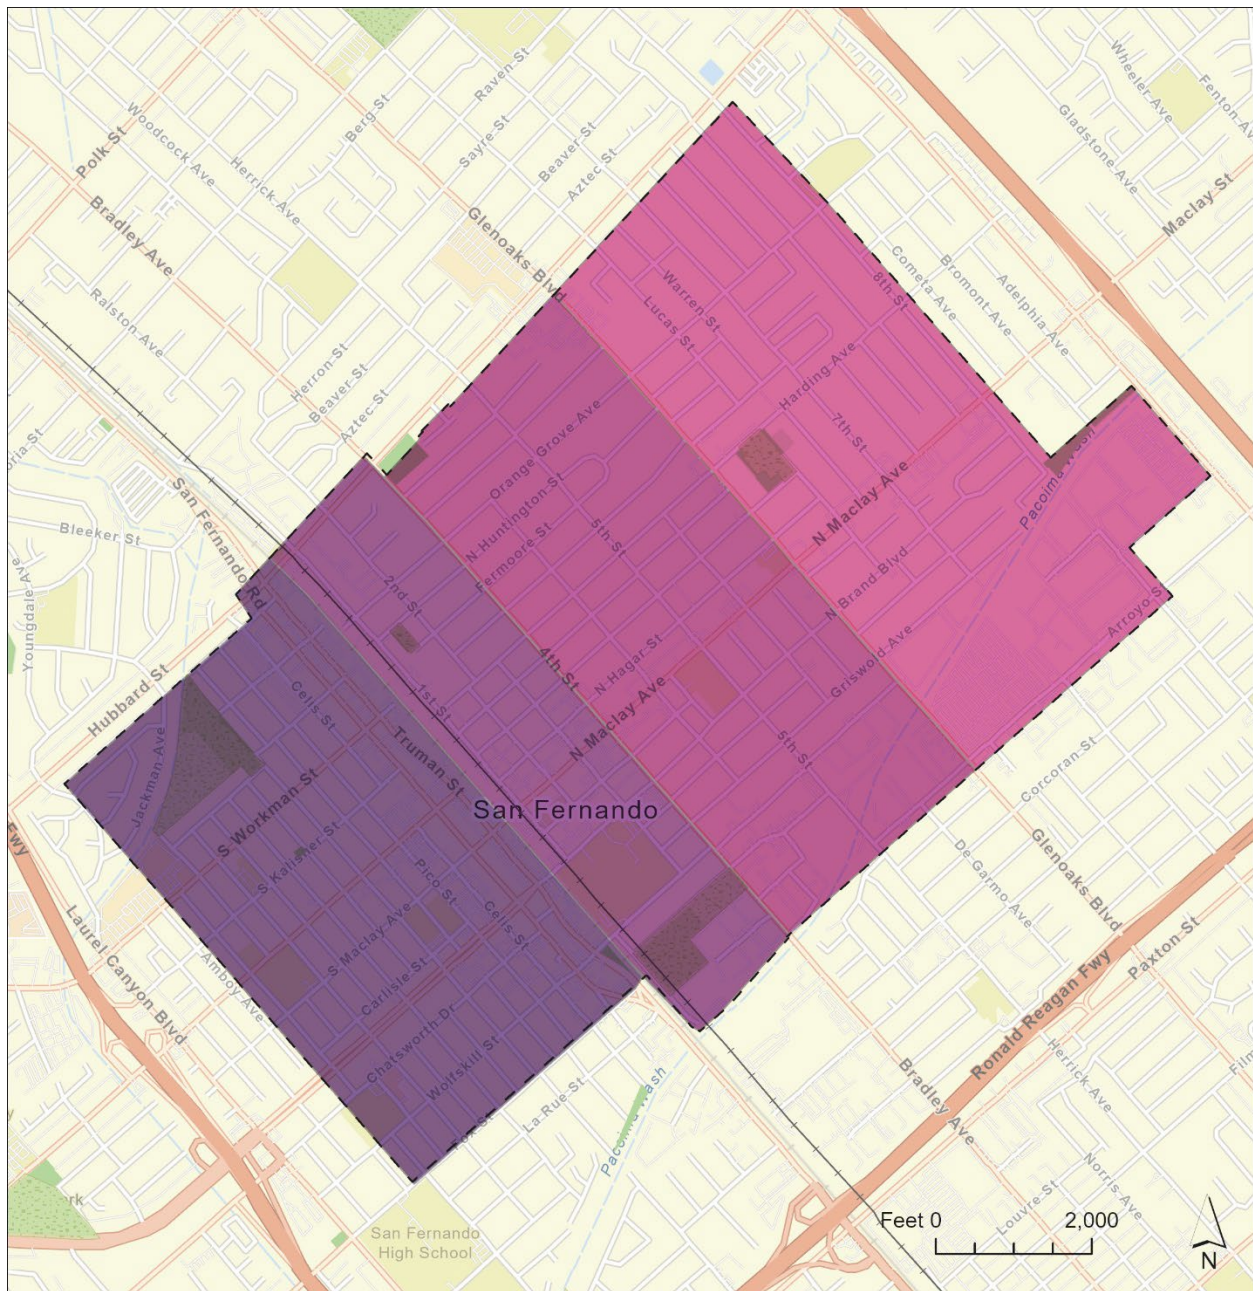 Raven St
Wheeler Ave
Fenton Av
Berg St
Woodcock Ave
Gladstone Ave
Sayre St
Beaver St
Polk St
Herrick Ave
Aztec St
Maclay St
Bradley Ave
Glenoaks Blvd
Cometa Ave
Bromont Ave
Adelphia Ave
8th St
Warren St
Lucas St
Ralston Ave
Herron St
Beaver St
Aztec St
Harding Ave
7th St
Orange Grove Ave
oria St
N Maclay Ave
Pacoima Wash
N Huntington St
5th St
Fermoore St
San Fernando Rd
Bleeker St
Youngdale Ave
2nd St
N Brand Blvd
Arroyo S
4th St
N Hagar St
Griswold Ave
Hubbard St
Celis St
1st St
N Maclay Ave
Jackman Ave
Truman St
5th St
Corcoran St
S Workman St
San Fernando
Fwy
S Kalisher St
Pico St
Celis St
De Garmo Ave
Glenoaks Blvd
Laurel Canyon Blvd
Amboy Ave
S Maclay Ave
Carlisle St
Paxton St
Ronald Reagan Fwy
Chatsworth Dr
Wolfskill St
La Rue St
Pacoima Wash
Herrick Ave
Film
Bradley Ave
Norris Ave
Louvre St
rk
San Fernando
High School
Feet 0
2,000
N